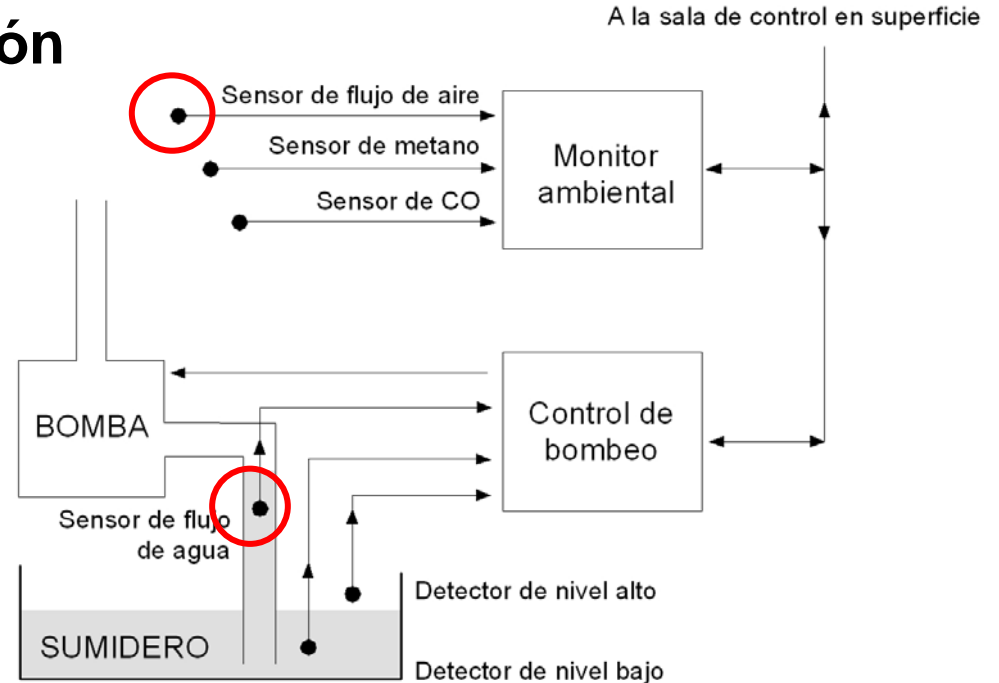 A la sala de control en superficie
ón
Sensor de flujo de aire
Sensor de metano
Sensor de CO
Monitor
ambiental
BOMBA
Control de
bombeo
Sensor de flujo
de agua
Detector de nivel alto
SUMIDERO
Detector de nivel bajo